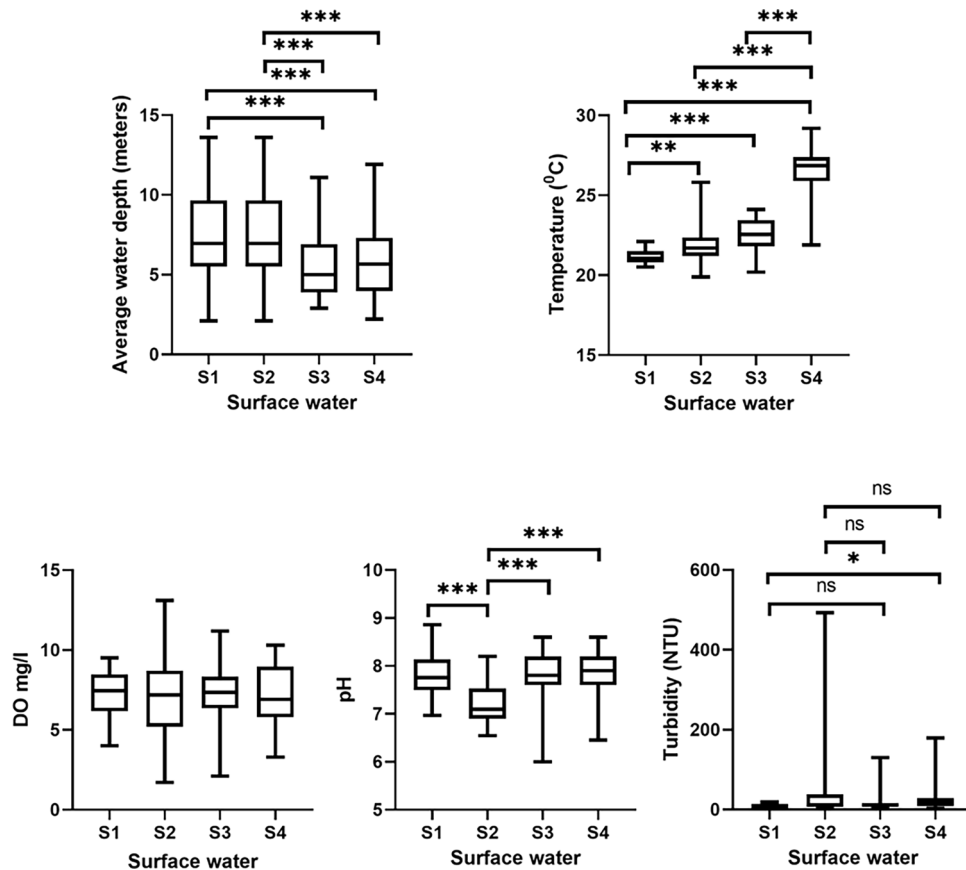 ***
***
***
***
15
10
5
0
Average water depth (meters)
S1 S2 S3 S4
Surface water
***
***
***
***
**
30
25
20
15
Temperature (⁰C)
S1 S2 S3 S4
Surface water
15
10
5
0
DO mg/l
S1 S2 S3 S4
Surface water
***
***
***
10
9
8
7
6
5
pH
S1 S2 S3 S4
Surface water
ns
ns
*
ns
600
400
200
0
Turbidity (NTU)
S1 S2 S3 S4
Surface water